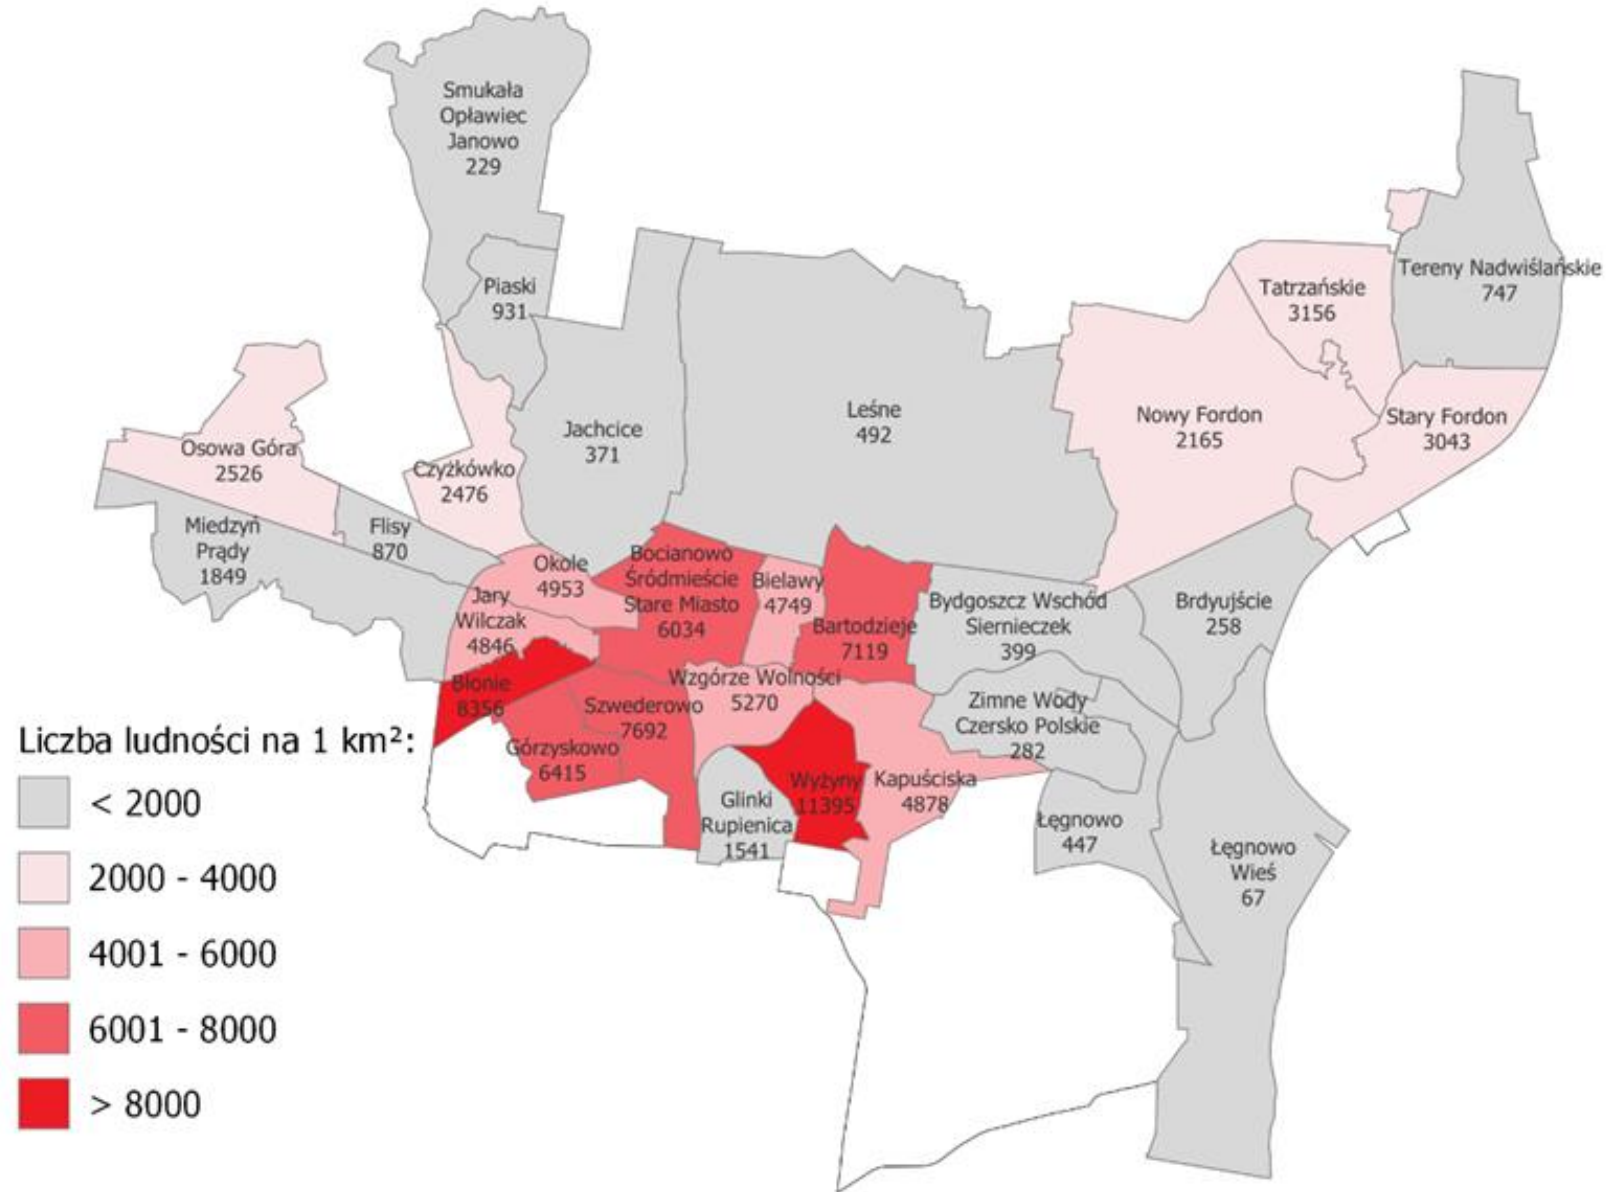 Smukała
Opławiec
Janowo
229
Piaski
931
Tereny Nadwiślańskie
747
Tatrzańskie
3156
Leśne
492
Nowy Fordon
2165
Stary Fordon
3043
Jachcice
371
Osowa Góra
2526
Czyżkówko
2476
Miedzyń
Prądy
1849
Flisy
870
Okole
4953
Bocianowo
Śródmieście
Stare Miasto
6034
Bielawy
4749
Bartodzieje
7119
Jary
Wilczak
4846
Bydgoszcz Wschód
Siernieczek
399
Brdyujście
258
Błonie
8356
Szwederowo
7692
Wzgórze Wolności
5270
Zimne Wody
Czersko Polskie
282
Górzyskowo
6415
Wyżyny
11395
Kapuściska
4878
Glinki
Rupienica
1541
Łęgnowo
447
Łęgnowo
Wieś
67
Liczba ludności na 1 km²:
< 2000
2000 - 4000
4001 - 6000
6001 - 8000
> 8000